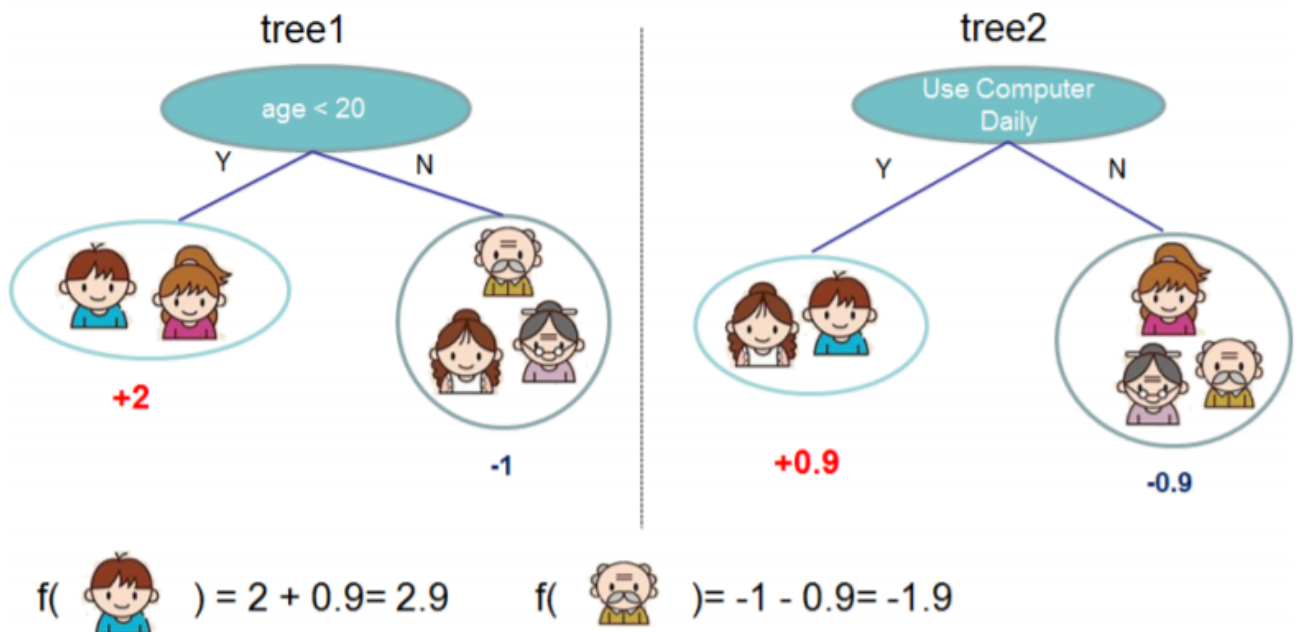 tree1
age < 20
Y
N
+2
-1
tree2
Use Computer
Daily
Y
N
+0.9
-0.9
f( ) = 2 + 0.9= 2.9
f( )= -1 - 0.9= -1.9